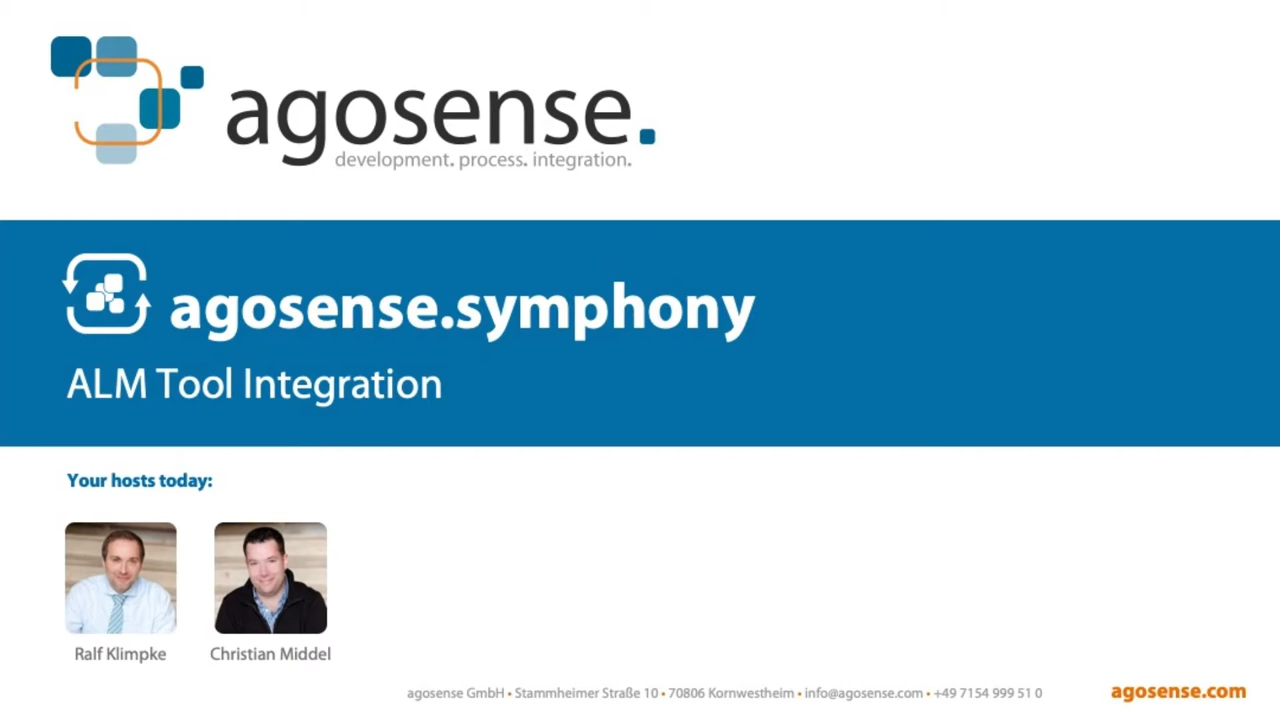 agosense.
development. process. integration.
agosense.symphony
ALM Tool Integration
Your hosts today:
Ralf Klimpke
Christian Middel
agosense GmbH • Stammheimer Straße 10 • 70806 Kornwestheim • info@agosense.com • +49 7154 999 51 0
agosense.com